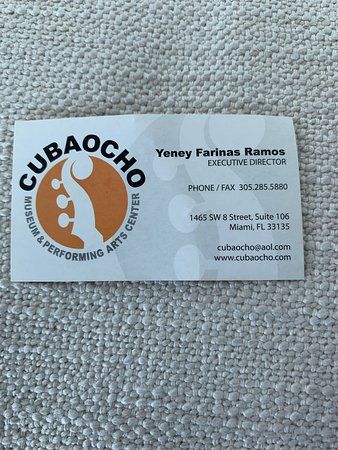 CUBAOCHO
MUSEUM & PERFORMING ARTS CENTER
Yeney Farinas Ramos
EXECUTIVE DIRECTOR
PHONE / FAX 305.285.5880
1465 SW 8 Street, Suite 106
Miami, FL 33135
cubaocho@aol.com
www.cubaocho.com